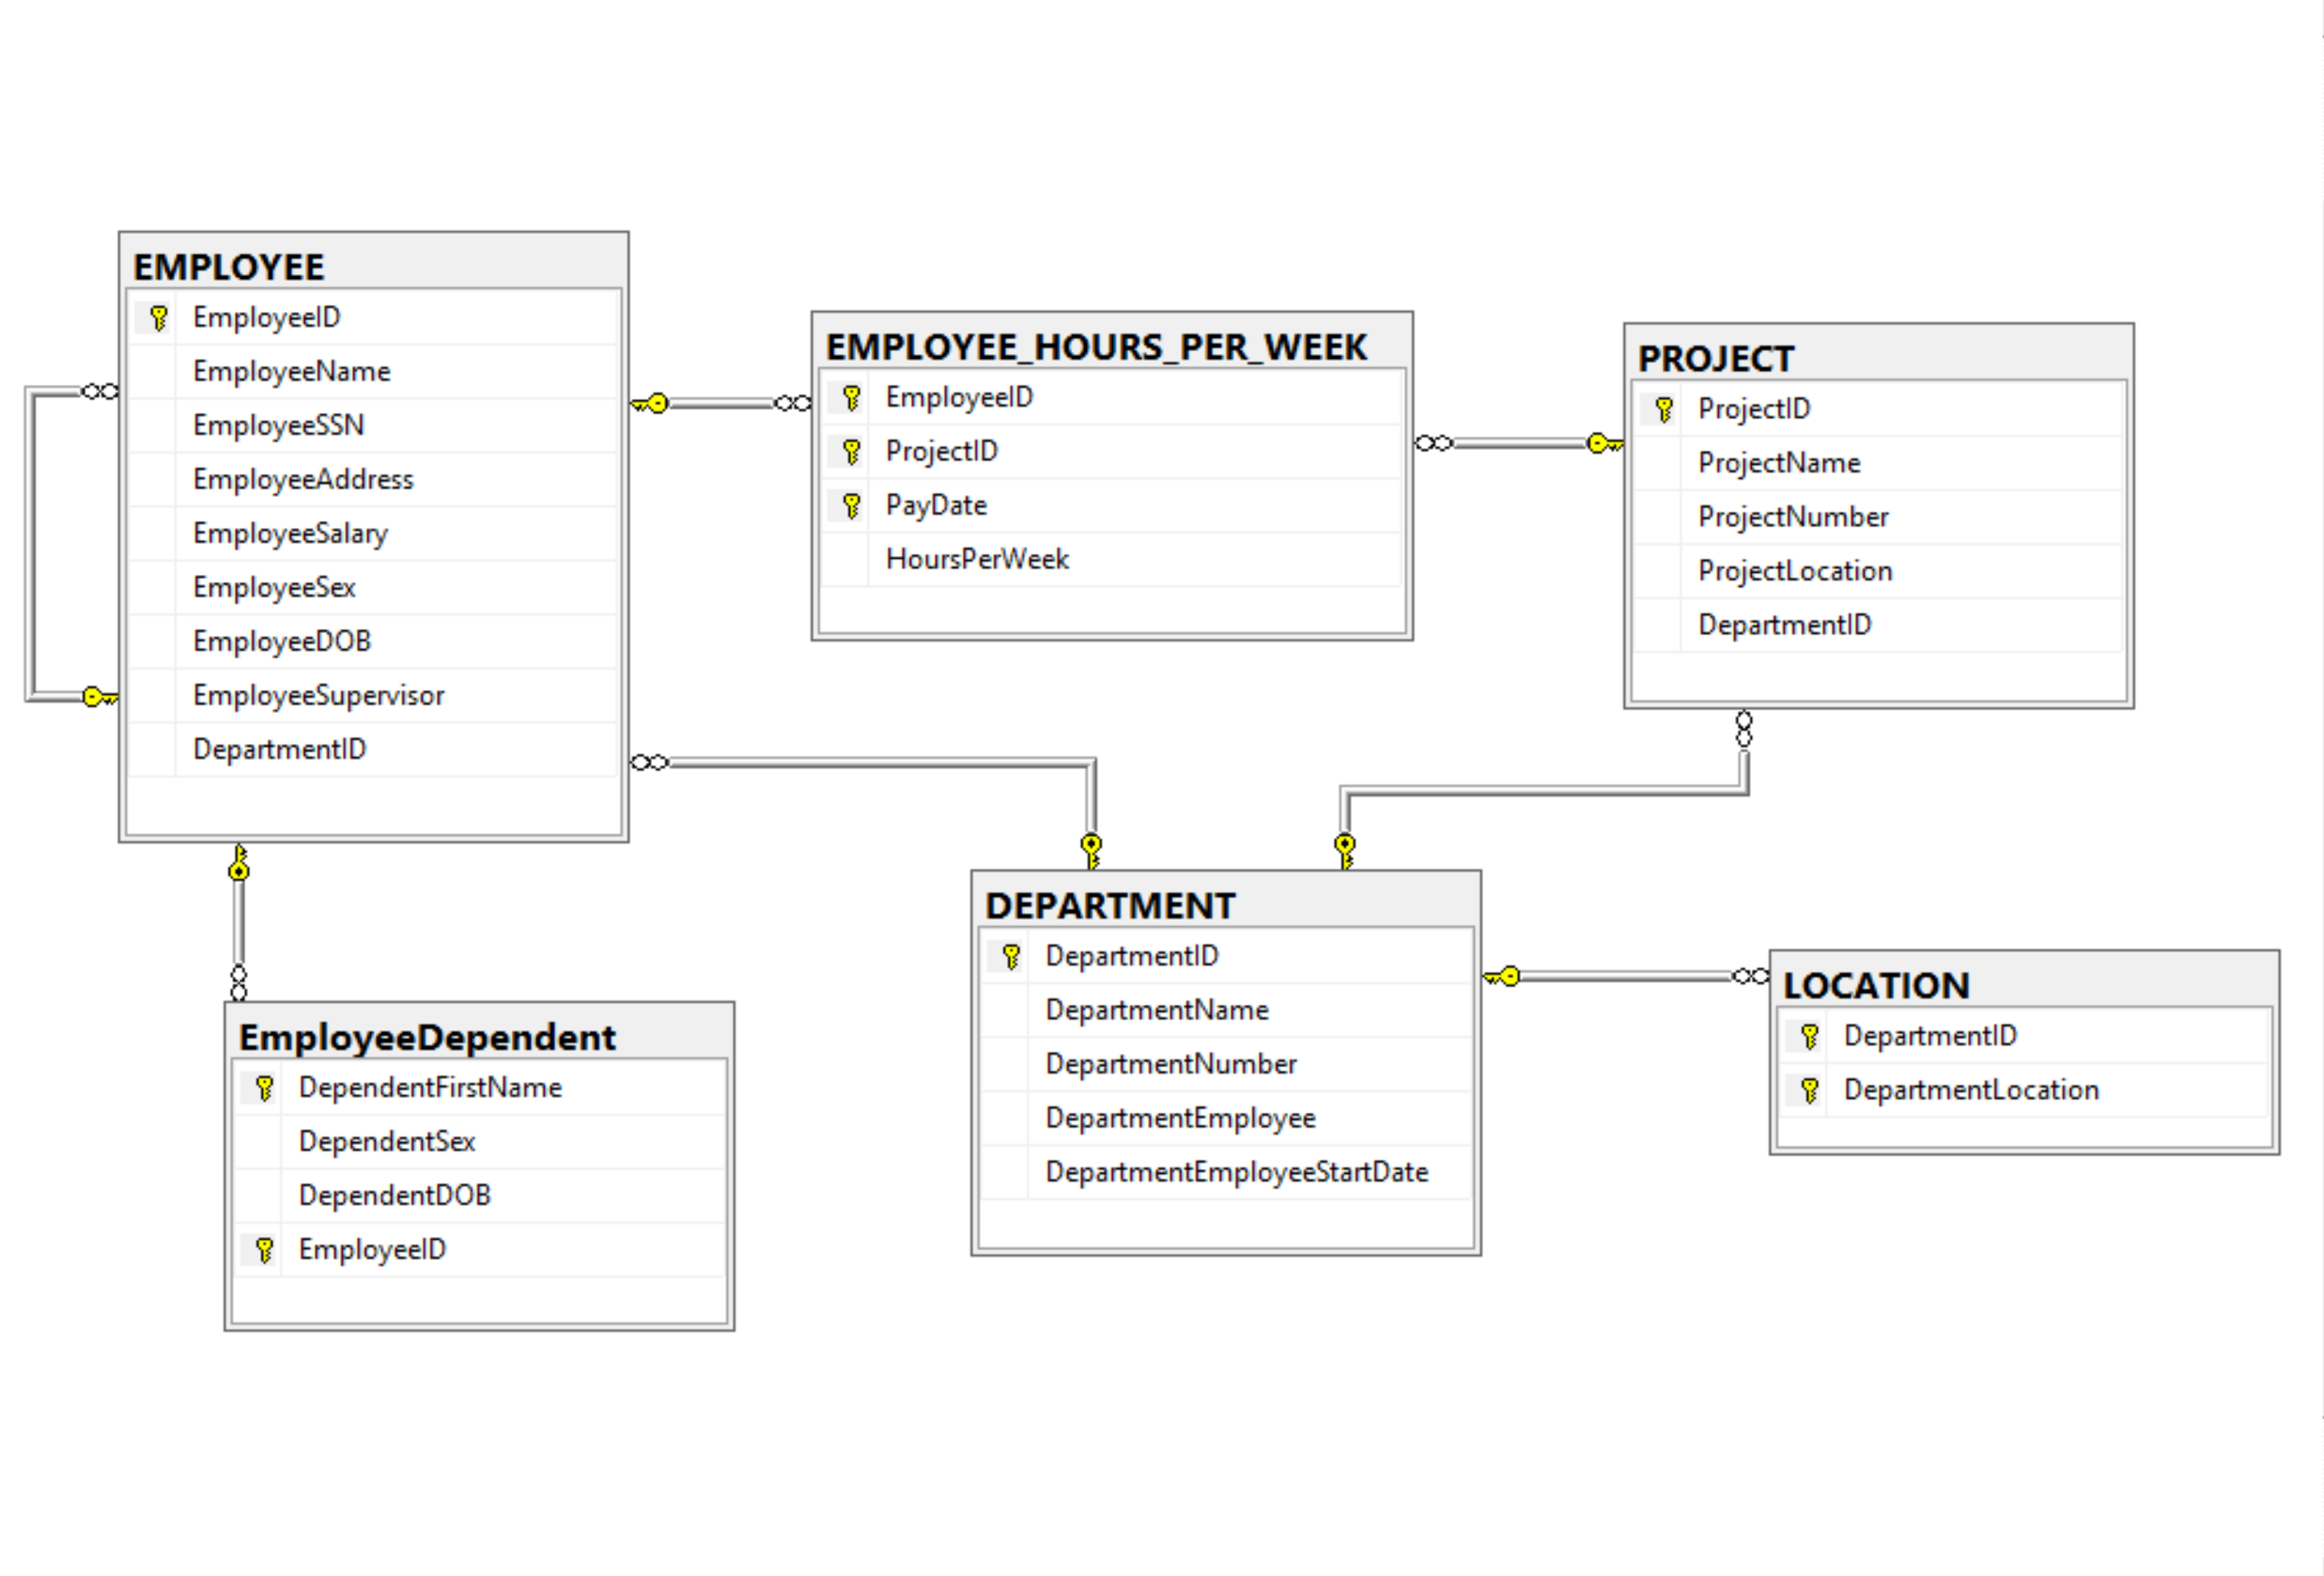 EMPLOYEE
EmployeeID
EmployeeName
EmployeeSSN
EmployeeAddress
EmployeeSalary
EmployeeSex
EmployeeDOB
EmployeeSupervisor
DepartmentID
EMPLOYEE_HOURS_PER_WEEK
EmployeeID
ProjectID
PayDate
HoursPerWeek
PROJECT
ProjectID
ProjectName
ProjectNumber
ProjectLocation
DepartmentID
EmployeeDependent
DependentFirstName
DependentSex
DependentDOB
EmployeeID
DEPARTMENT
DepartmentID
DepartmentName
DepartmentNumber
DepartmentEmployee
DepartmentEmployeeStartDate
LOCATION
DepartmentID
DepartmentLocation